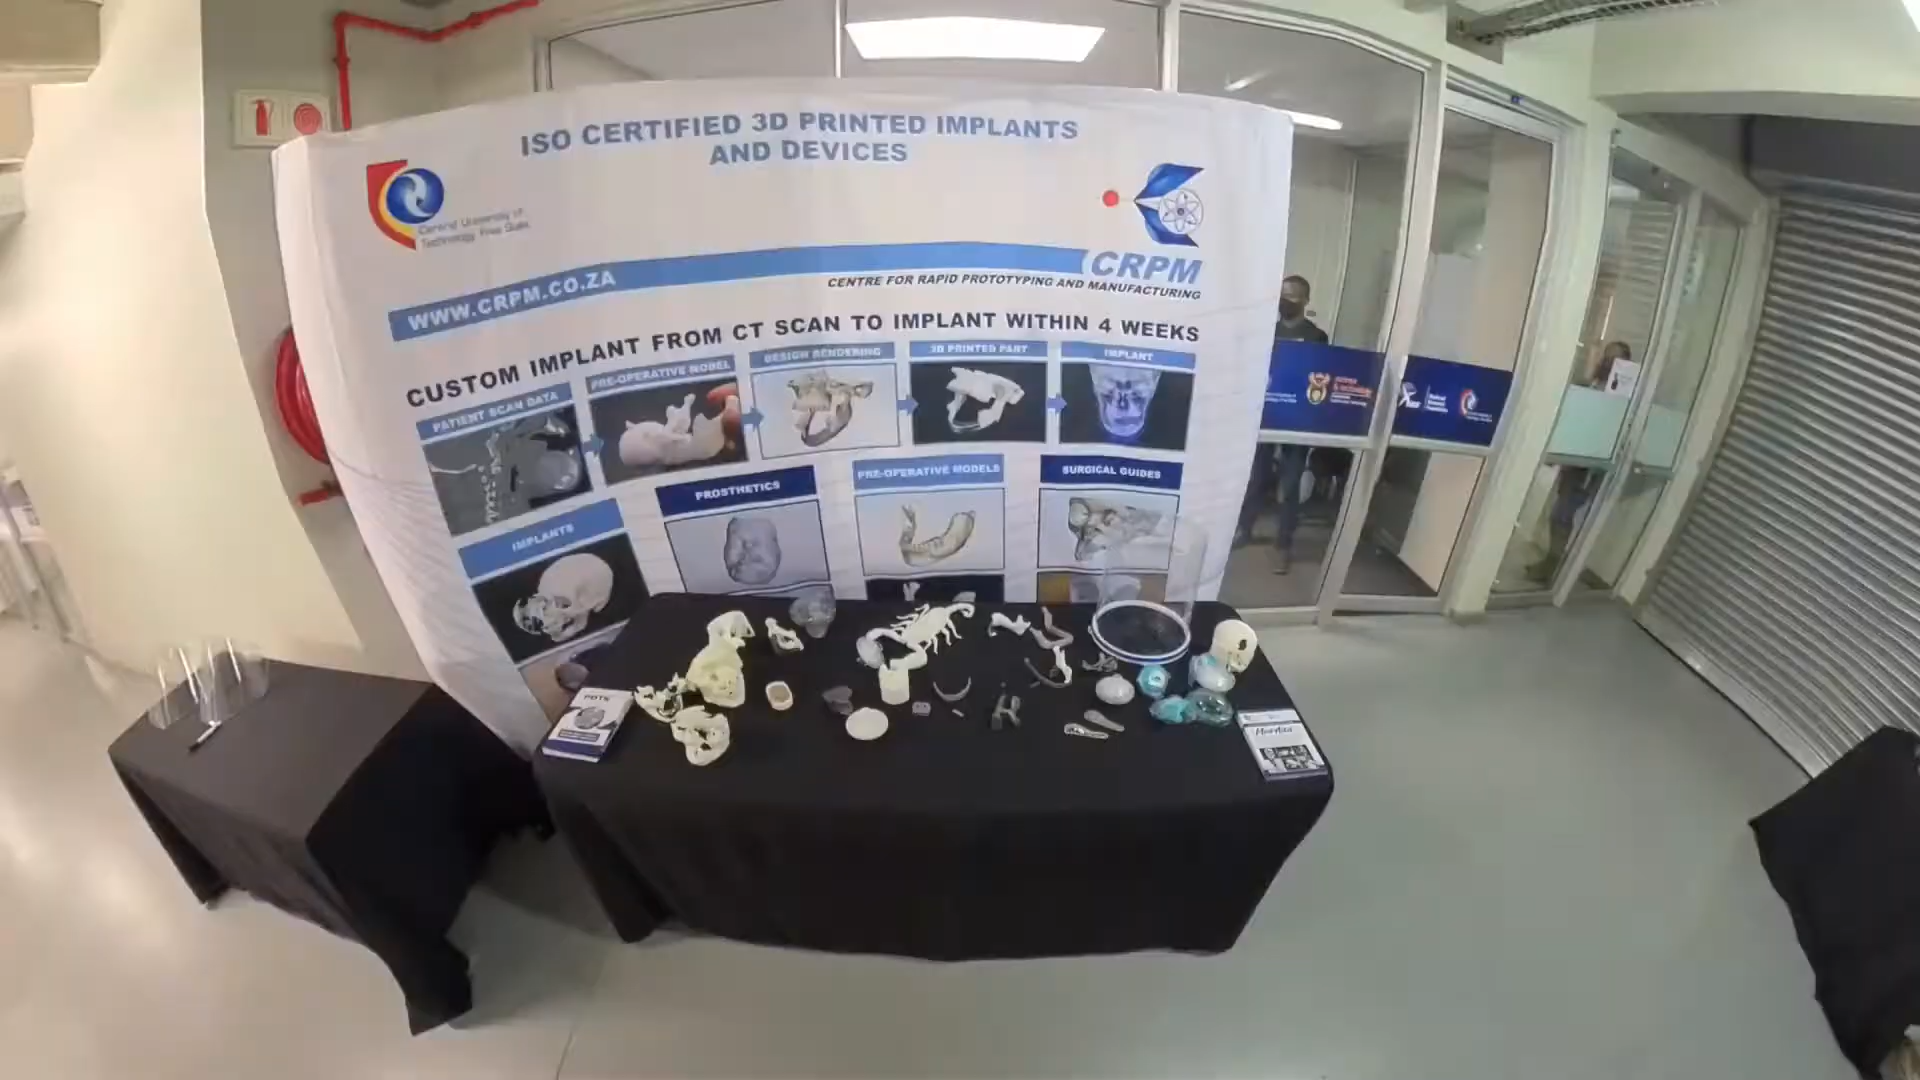 ISO CERTIFIED 3D PRINTED IMPLANTS
AND DEVICES
Central University of
Technology, Free State
CRPM
CENTRE FOR RAPID PROTOTYPING AND MANUFACTURING
WWW.CRPM.CO.ZA
CUSTOM IMPLANT FROM CT SCAN TO IMPLANT WITHIN 4 WEEKS
PATIENT SCAN DATA
PRE-OPERATIVE MODEL
DESIGN RENDERING
3D PRINTED PART
IMPLANT
IMPLANTS
PROSTHETICS
PRE-OPERATIVE MODELS
SURGICAL GUIDES